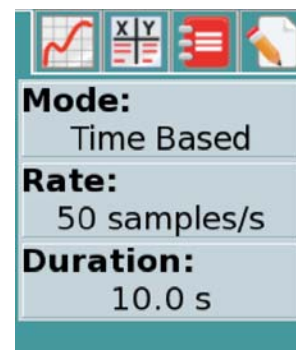 X Y
Mode:
Time Based
Rate:
50 samples/s
Duration:
10.0 s